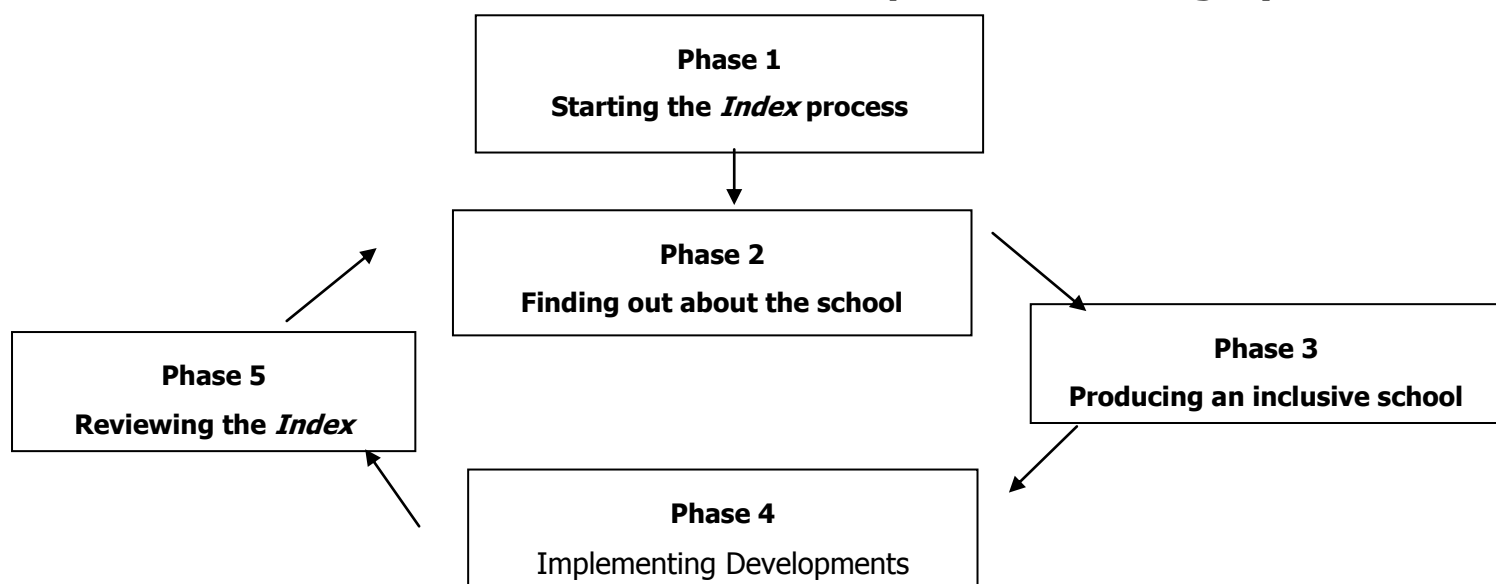 Phase 1
Starting the Index process
Phase 2
Finding out about the school
Phase 3
Producing an inclusive school
Phase 5
Reviewing the Index
Phase 4
Implementing Developments